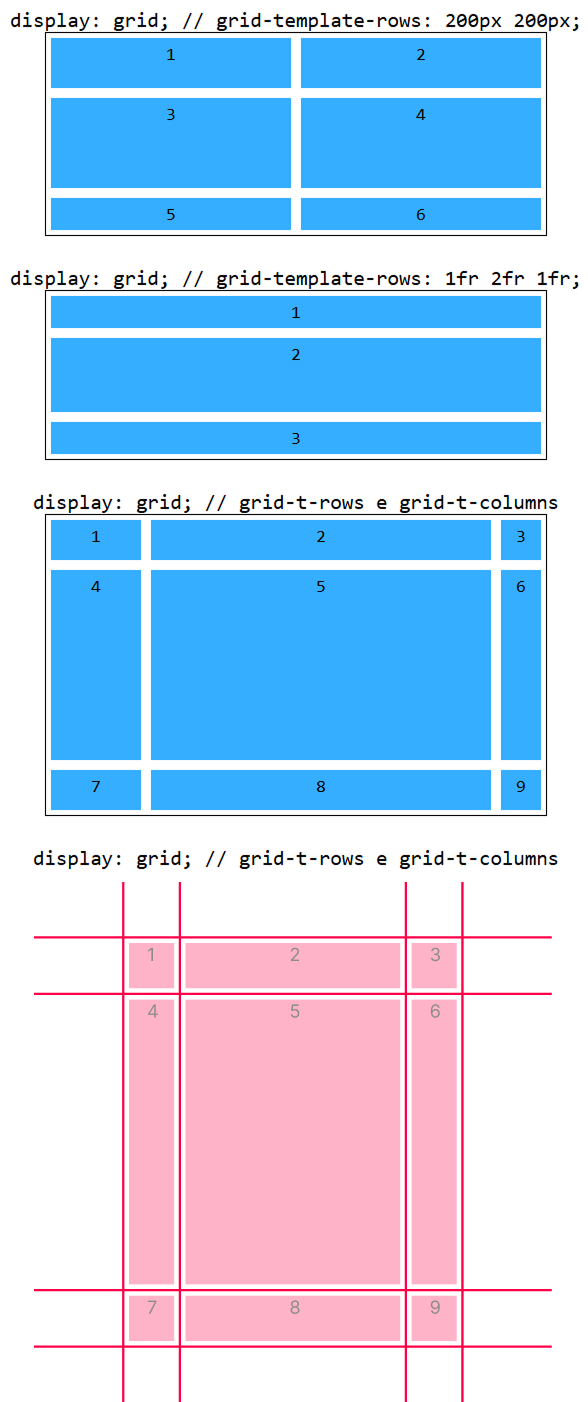 display: grid; // grid-template-rows: 200px 200px;
1 2
3 4
5 6
display: grid; // grid-template-rows: 1fr 2fr 1fr;
1
2
3
display: grid; // grid-t-rows e grid-t-columns
1 2 3
4 5 6
7 8 9
display: grid; // grid-t-rows e grid-t-columns
1 2 3
4 5 6
7 8 9